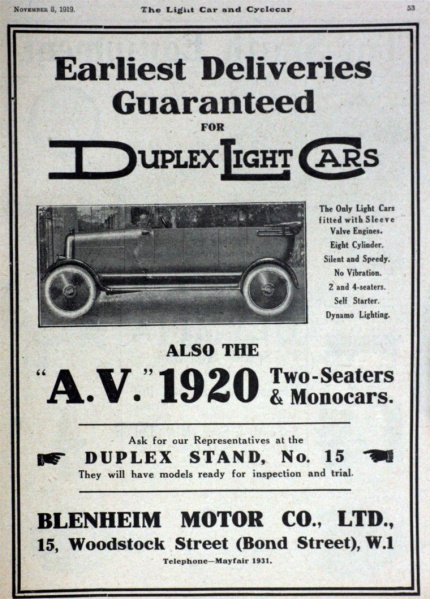 November 8, 1919.
The Light Car and Cyclecar
53
Earliest Deliveries
Guaranteed
FOR
DUPLEX LIGHT CARS
The Only Light Cars
fitted with Sleeve
Valve Engines.
Eight Cylinder.
Silent and Speedy.
No Vibration.
2 and 4-seaters.
Self Starter.
Dynamo Lighting.
ALSO THE
"A.V." 1920 Two-Seaters
& Monocars.
Ask for our Representatives at the
DUPLEX STAND, No. 15
They will have models ready for inspection and trial.
BLENHEIM MOTOR CO., LTD.,
15, Woodstock Street (Bond Street), W.1
Telephone—Mayfair 1931.